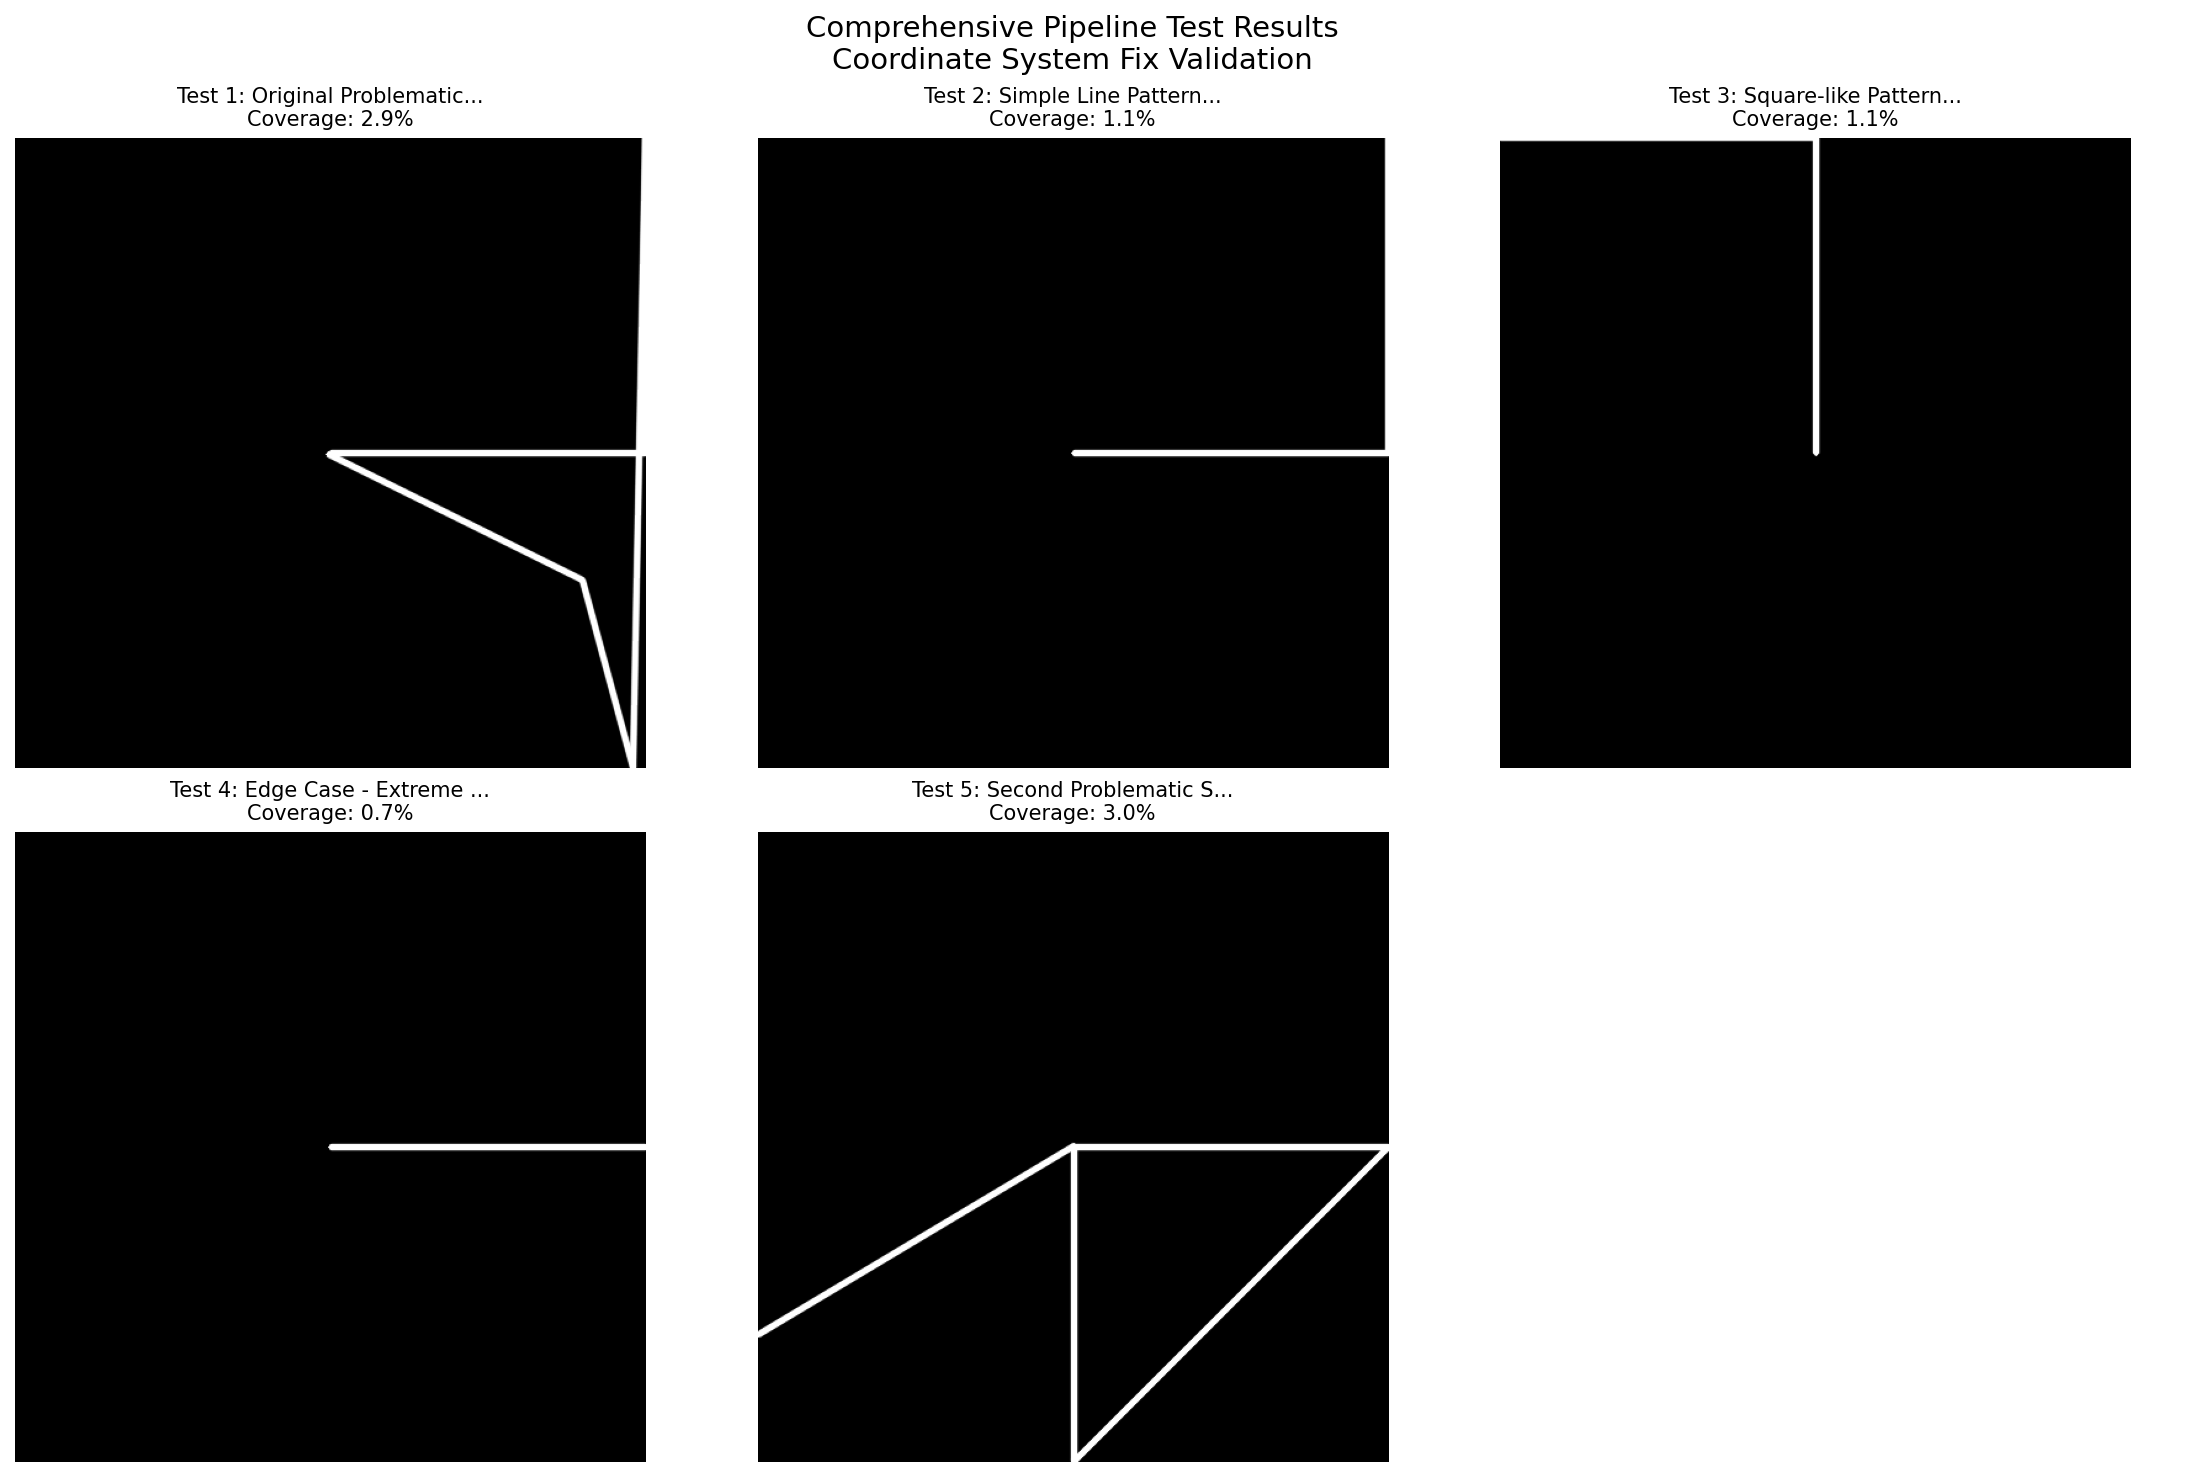 Comprehensive Pipeline Test Results
Coordinate System Fix Validation
Test 1: Original Problematic...
Coverage: 2.9%
Test 2: Simple Line Pattern...
Coverage: 1.1%
Test 3: Square-like Pattern...
Coverage: 1.1%
Test 4: Edge Case - Extreme ...
Coverage: 0.7%
Test 5: Second Problematic S...
Coverage: 3.0%